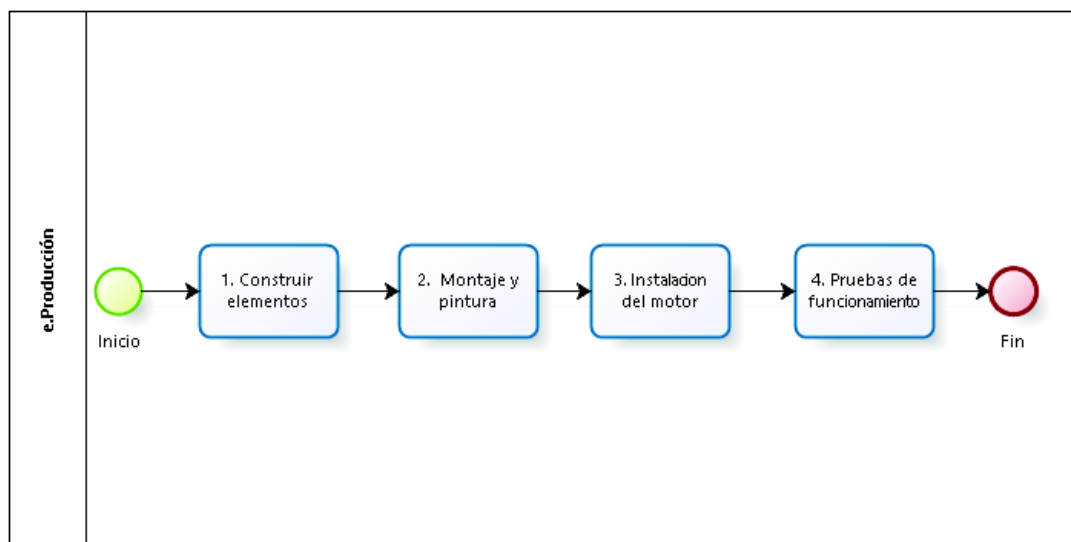 e.Producción
1. Construir
elementos
2. Montaje y
pintura
3. Instalacion
del motor
4. Pruebas de
funcionamiento
Inicio
Fin